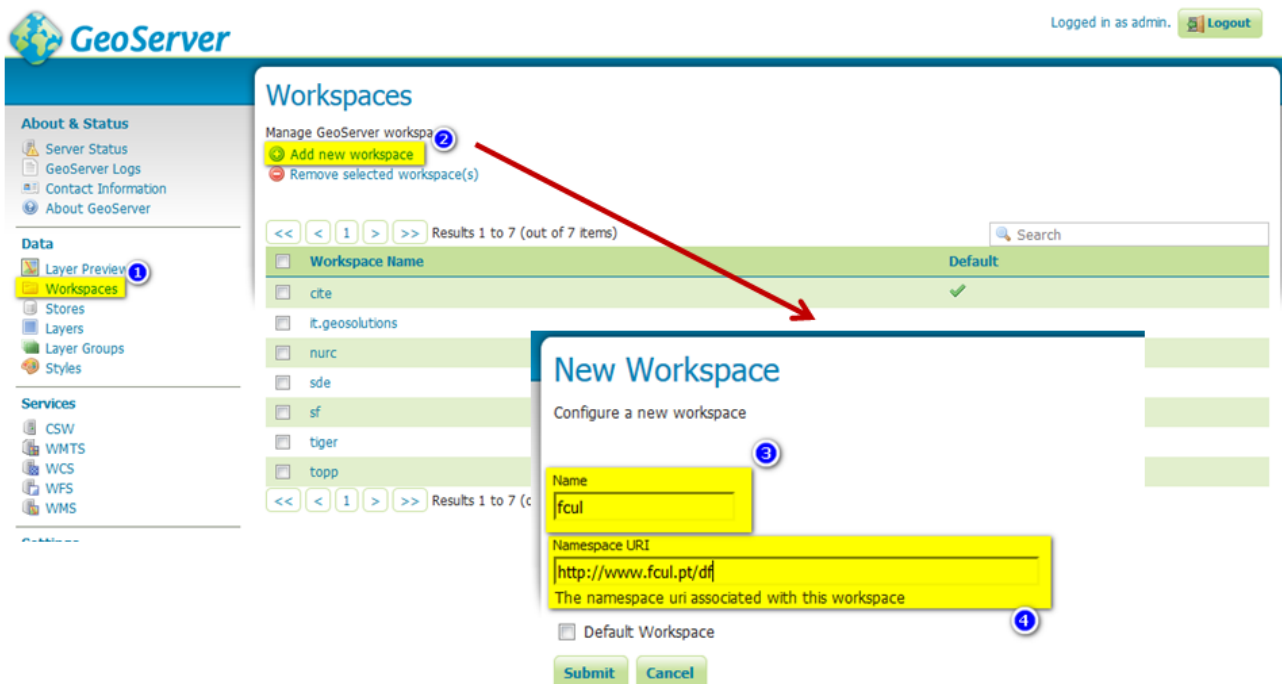 GeoServer
Logged in as admin.
Logout
About & Status
Server Status
GeoServer Logs
Contact Information
About GeoServer
Data
Layer Preview
1
Workspaces
Stores
Layers
Layer Groups
Styles
Services
CSW
WMTS
WCS
WFS
WMS
Workspaces
Manage GeoServer workspa
2
Add new workspace
Remove selected workspace(s)
<< < 1 > >> Results 1 to 7 (out of 7 items)
Search
Workspace Name Default
cite
it.geosolutions
nurc
sde
sf
tiger
topp
<< < 1 > >> Results 1 to 7 (
New Workspace
Configure a new workspace
3
Name
fcul
Namespace URI
http://www.fcul.pt/df
The namespace uri associated with this workspace
4
Default Workspace
Submit Cancel